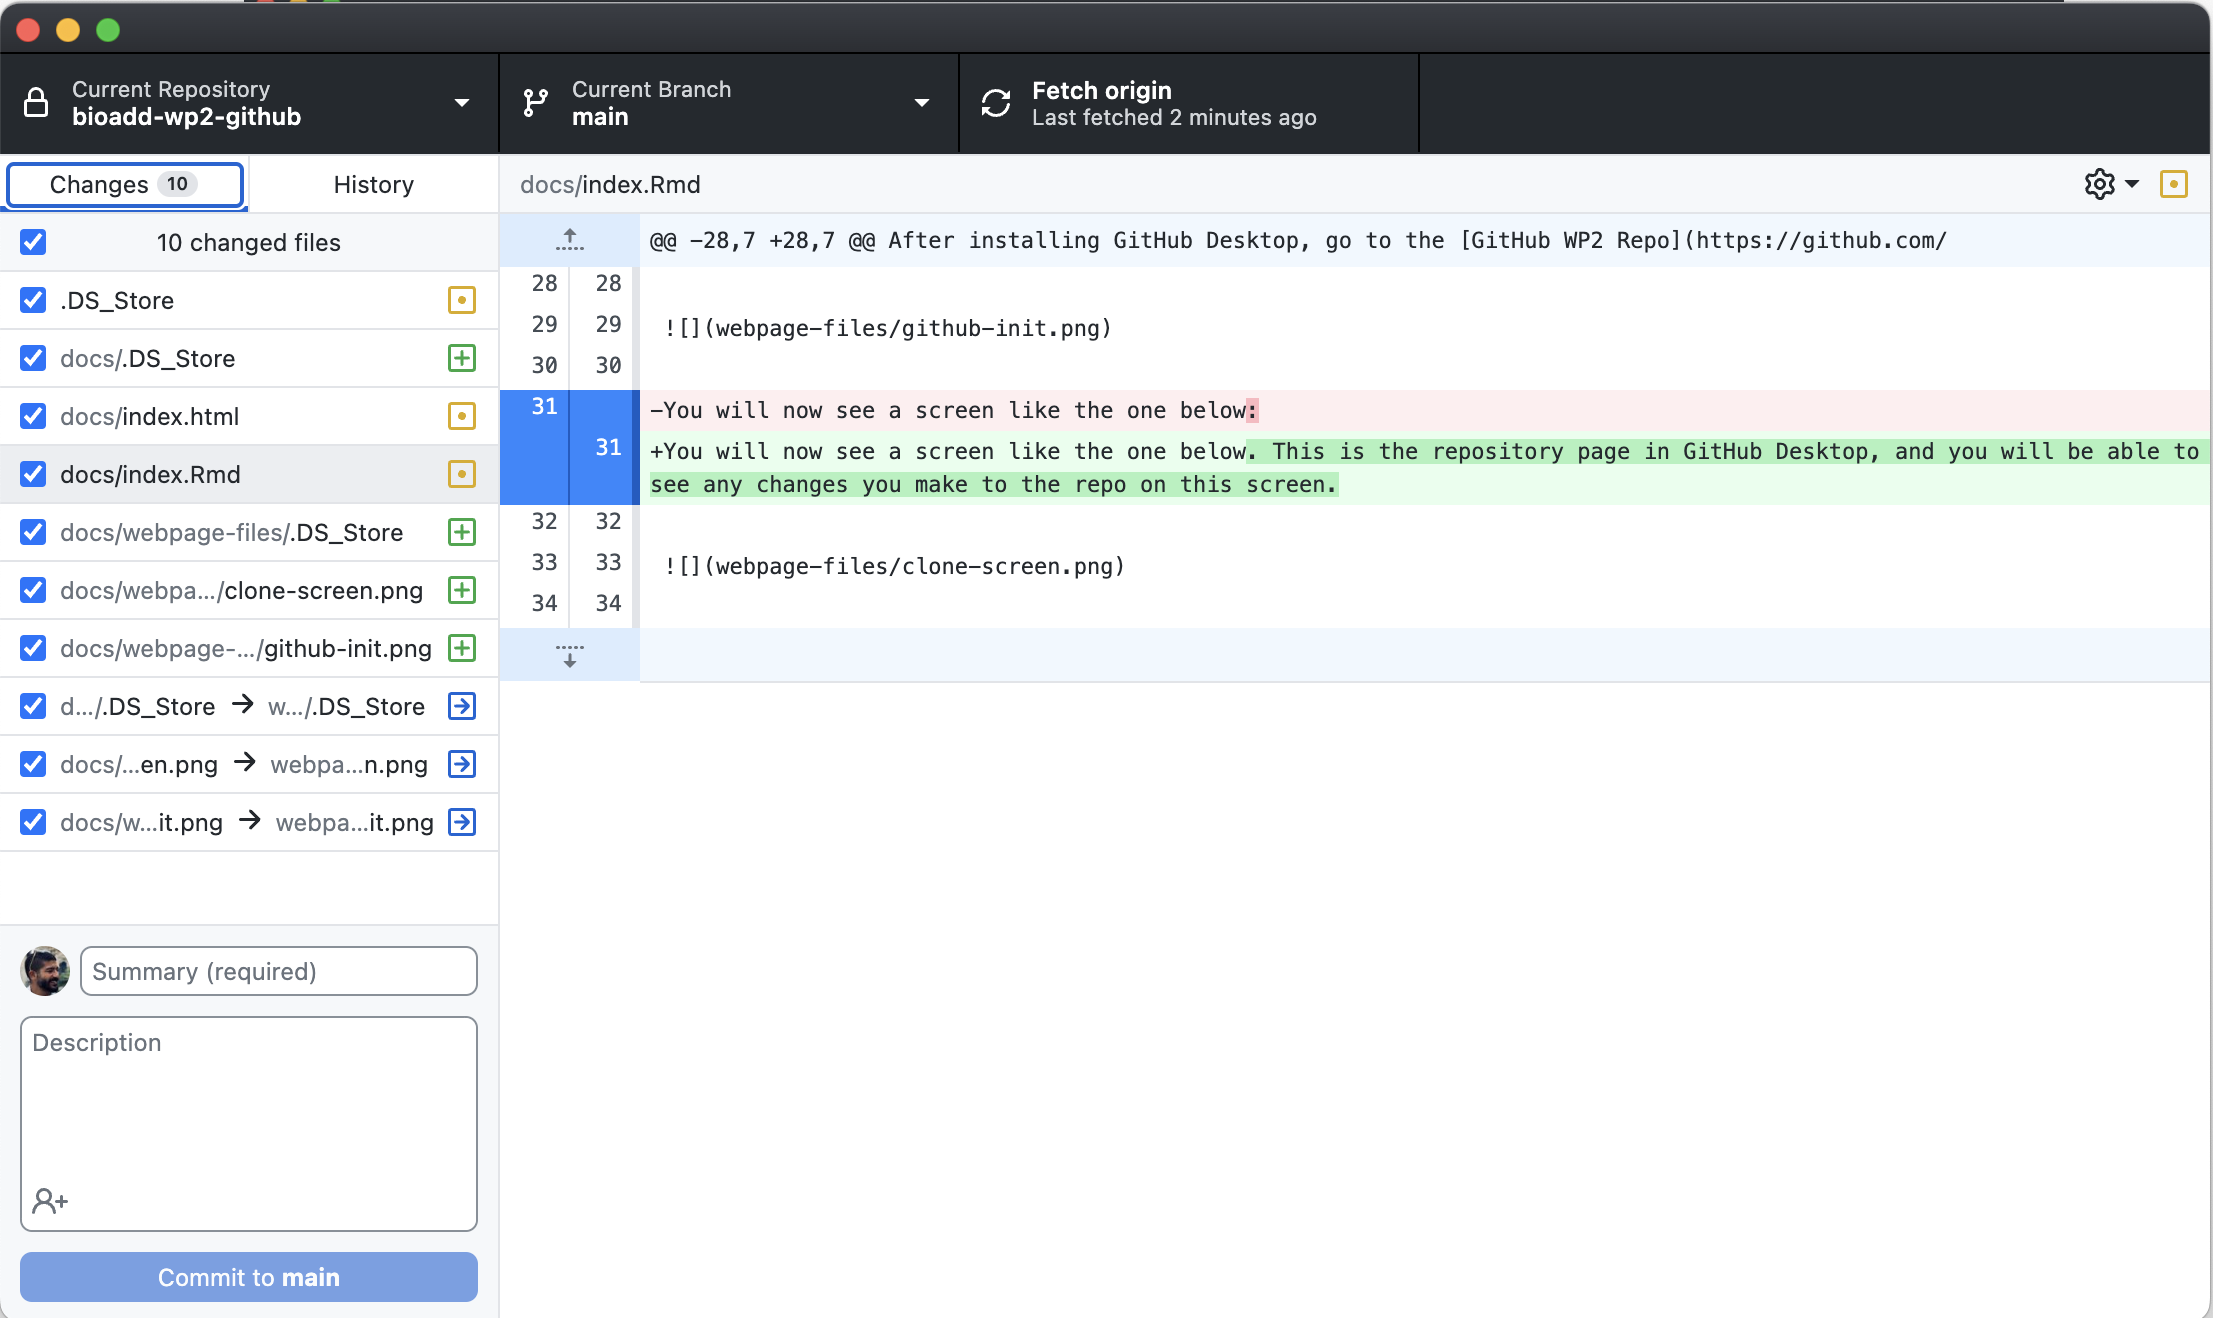 Current Repository
bioadd-wp2-github
Current Branch
main
Fetch origin
Last fetched 2 minutes ago
Changes 10
History
10 changed files
.DS_Store
docs/.DS_Store
docs/index.html
docs/index.Rmd
docs/webpage-files/.DS_Store
docs/webpa.../clone-screen.png
docs/webpage-.../github-init.png
d.../.DS_Store → w.../.DS_Store
docs/...en.png → webpa...n.png
docs/w...it.png → webpa...it.png
Summary (required)
Description
Commit to main
docs/index.Rmd
@@ -28,7 +28,7 @@ After installing GitHub Desktop, go to the [GitHub WP2 Repo](https://github.com/
28 28
29 29 ![](webpage-files/github-init.png)
30 30
31 -You will now see a screen like the one below:
31 +You will now see a screen like the one below. This is the repository page in GitHub Desktop, and you will be able to
see any changes you make to the repo on this screen.
32 32
33 33 ![](webpage-files/clone-screen.png)
34 34